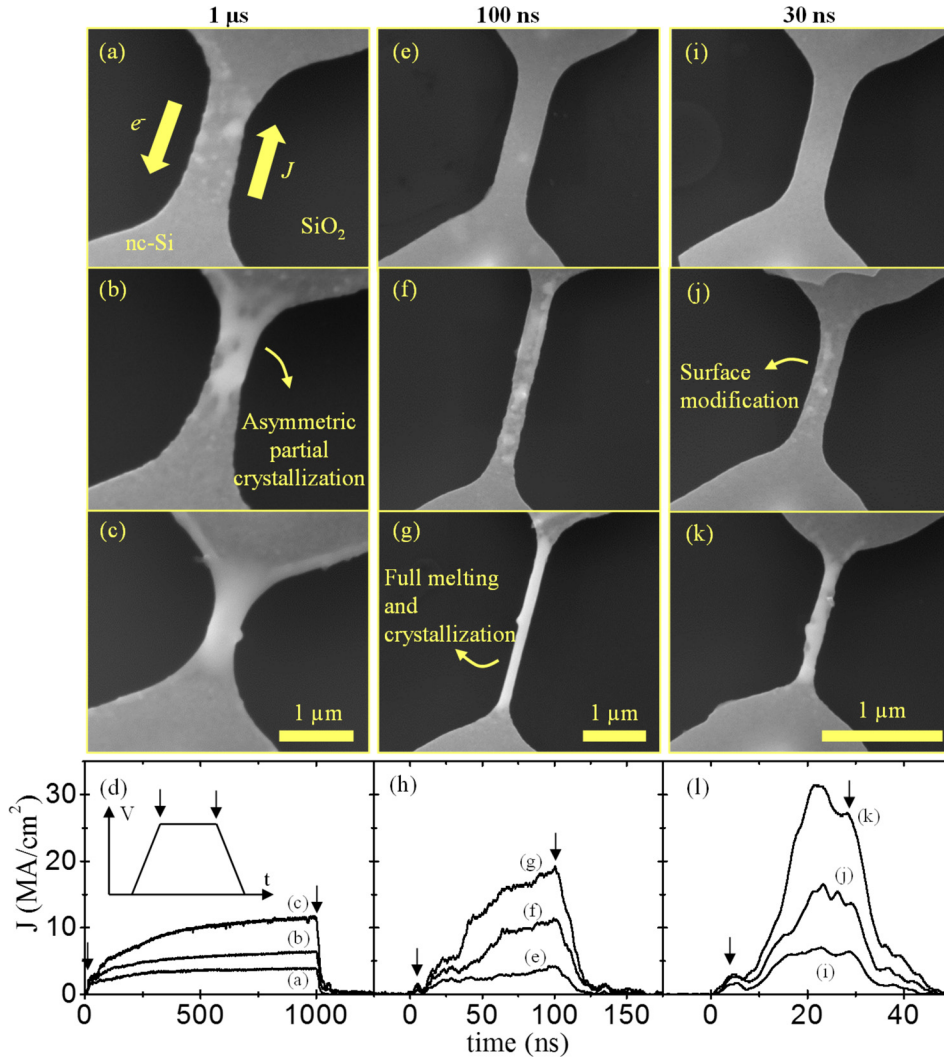 1 µs
100 ns
30 ns
(a)
(e)
(i)
e-
J
SiO2
nc-Si
(b)
(f)
(j)
Surface
modification
Asymmetric
partial
crystallization
(c)
(g)
(k)
Full melting
and
crystallization
1 µm
1 µm
1 µm
(d)
(h)
(l)
V
t
(c)
(b)
(a)
(g)
(f)
(e)
(k)
(j)
(i)
J (MA/cm2)
30
20
10
0
0
500
1000
0
50
100
150
0
20
40
time (ns)